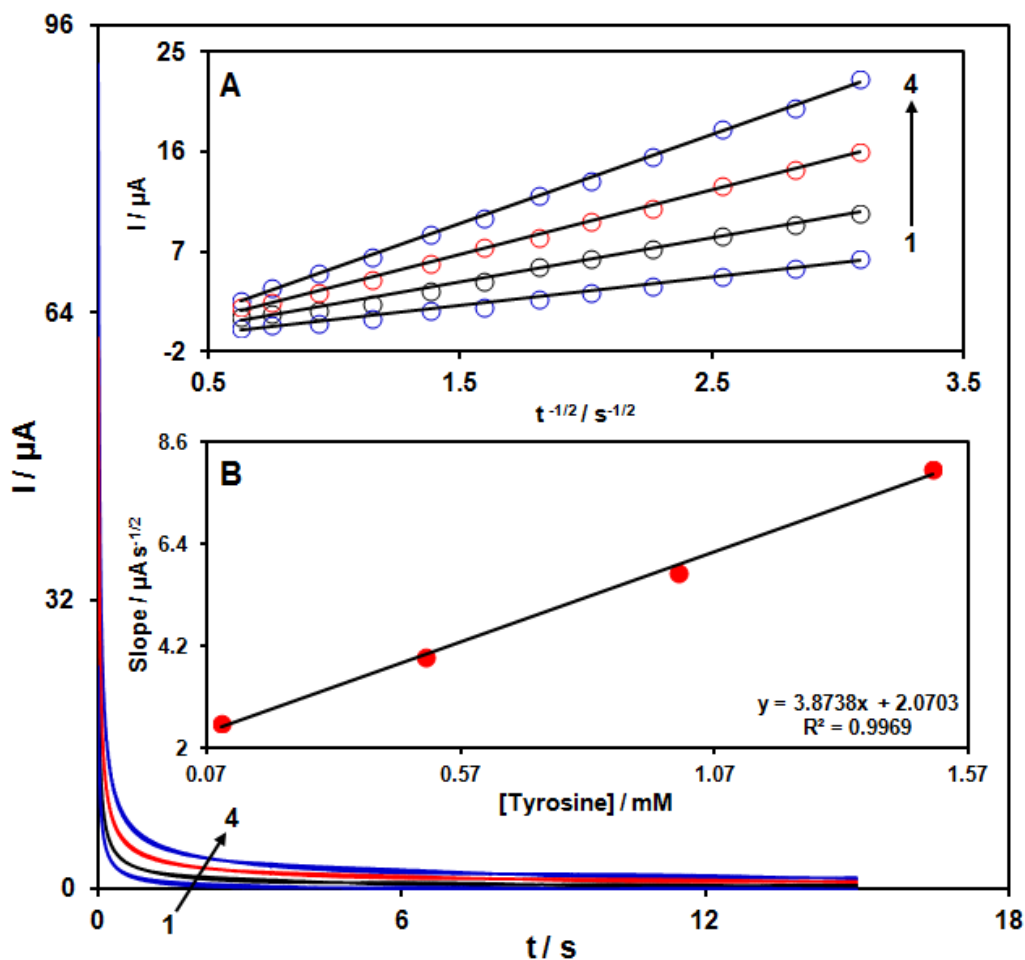 96
64
32
0
I / µA
0
6
12
18
t / s
1
4
A
25
16
7
-2
I / µA
0.5
1.5
2.5
3.5
t -1/2 / s-1/2
4
1
B
8.6
6.4
4.2
2
Slope / µA s-1/2
0.07
0.57
1.07
1.57
[Tyrosine] / mM
y = 3.8738x + 2.0703
R² = 0.9969